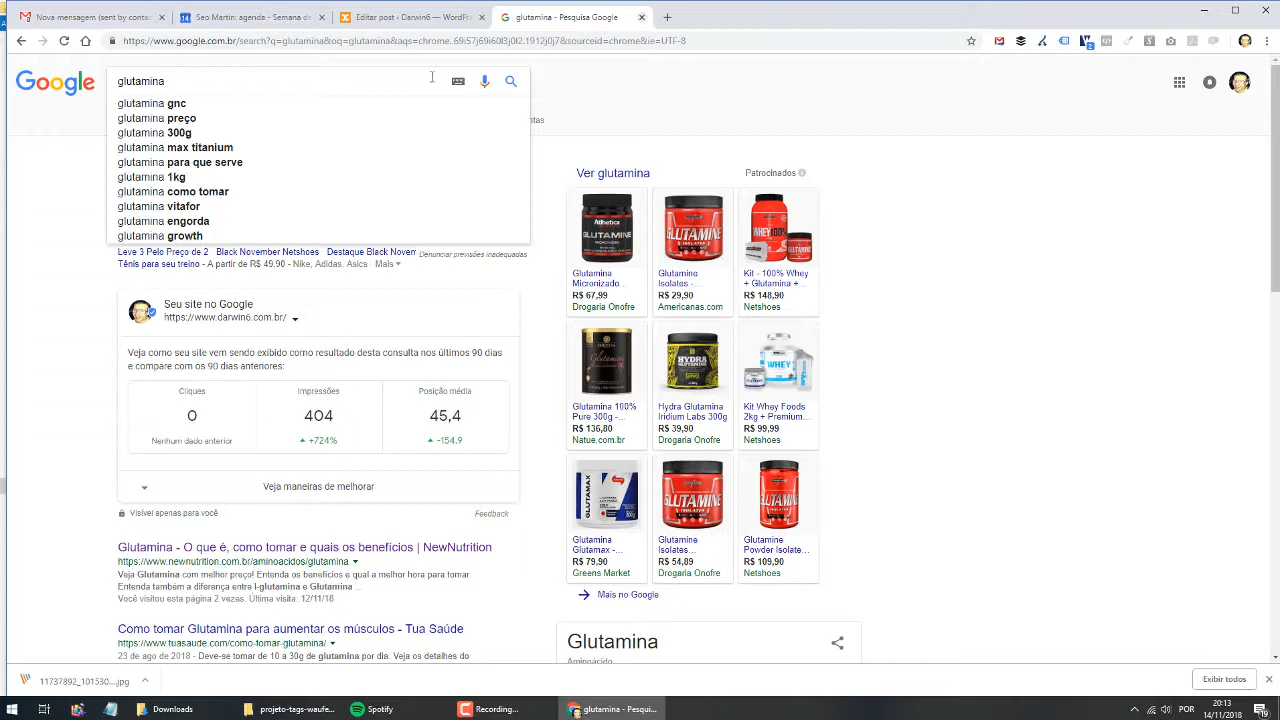 Nova mensagem (sent by contac
Seo Martin: agenda - Semana de
Editar post ‹ Darwin6 — WordPre
glutamina - Pesquisa Google
https://www.google.com.br/search?q=glutamina&oq=glutamina&aqs=chrome..69i57j69i60l3j0l2.1912j0j7&sourceid=chrome&ie=UTF-8
Google
glutamina
glutamina gnc
glutamina preço
glutamina 300g
glutamina max titanium
glutamina para que serve
glutamina 1kg
glutamina como tomar
glutamina vitafor
glutamina engorda
glutamina growth
ntas
Leve 3 Pelo Preço de 2 Black November Netshoes Destaque Black Novem
Denunciar previsões inadequadas
Tênis para seu treino - A partir de R$ 49,90 - Nike, Adidas, Asics · Mais
Seu site no Google
https://www.darwin6.com.br/
Veja como seu site vem sendo exibido como resultado desta consulta nos últimos 90 dias
e compare com os 90 dias anteriores:
Cliques
Impressões
Posição média
0
404
45,4
Nenhum dado anterior
+724%
-154.9
Veja maneiras de melhorar
Visível apenas para você
Feedback
Glutamina - O que é, como tomar e quais os benefícios | NewNutrition
https://www.newnutrition.com.br/aminoacidos/glutamina
Veja Glutamina com melhor preço! Entenda os benefícios e qual a melhor hora para tomar.
Entenda também a diferença entre l-glutamina e Glutamina ...
Você visitou esta página 2 vezes. Última visita: 12/11/18
Como tomar Glutamina para aumentar os músculos - Tua Saúde
https://www.tuasaude.com/como-tomar-glutamina/
23 de ago de 2018 - Deve-se tomar de 10 a 30g de glutamina por dia. Veja os detalhes do
Ver glutamina
Patrocinados
Atlhetica
GLUTAMINE
GLUTAMINE
WHEY100%
Glutamina
Micronizado...
R$ 67,99
Drogaria Onofre
Glutamine
Isolates -...
R$ 29,90
Americanas.com
Kit - 100% Whey
+ Glutamina +...
R$ 148,90
Netshoes
Glutamina
HYDRA
GLUTAMINA
WHEY
Glutamina 100%
Pure 300g -...
R$ 136,80
Natue.com.br
Hydra Glutamina
Iridium Labs 300g
R$ 39,90
Drogaria Onofre
Kit Whey Foods
2kg + Premium...
R$ 99,99
Netshoes
GLUTAMAX
GLUTAMINE
GLUTAMINE
Glutamina
Glutamax -...
R$ 79,90
Greens Market
Glutamine
Isolates...
R$ 54,89
Drogaria Onofre
Glutamine
Powder Isolate...
R$ 109,90
Netshoes
Mais no Google
Glutamina
Aminoácido
11737892_101530....jpg
Exibir todos
Downloads
projeto-tags-waufe...
Spotify
Recording...
glutamina - Pesqui...
POR
20:13
14/11/2018